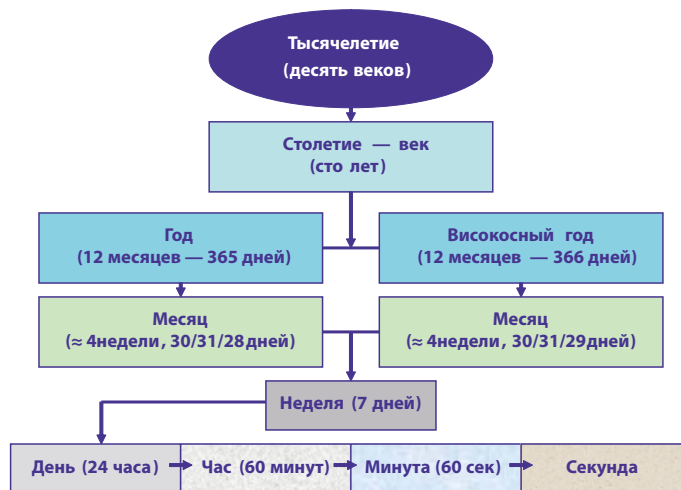 Тысячелетие
(десять веков)
Столетие — век
(сто лет)
Год
(12 месяцев — 365 дней)
Високосный год
(12 месяцев — 366 дней)
Месяц
(≈ 4недели, 30/31/28дней)
Месяц
(≈ 4недели, 30/31/29дней)
Неделя (7 дней)
День (24 часа)
Час (60 минут)
Минута (60 сек)
Секунда